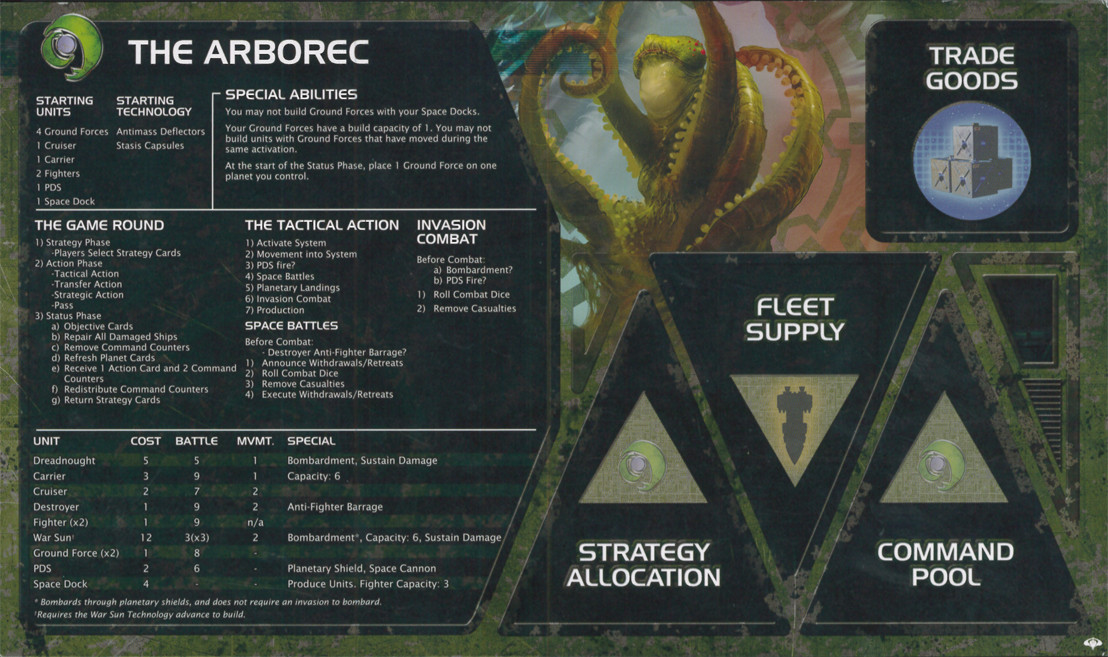 THE ARBOREC
STARTING
UNITS
4 Ground Forces
1 Cruiser
1 Carrier
2 Fighters
1 PDS
1 Space Dock
STARTING
TECHNOLOGY
Antimass Deflectors
Stasis Capsules
SPECIAL ABILITIES
You may not build Ground Forces with your Space Docks.
Your Ground Forces have a build capacity of 1. You may not
build units with Ground Forces that have moved during the
same activation.
At the start of the Status Phase, place 1 Ground Force on one
planet you control.
THE GAME ROUND
1) Strategy Phase
-Players Select Strategy Cards
2) Action Phase
-Tactical Action
-Transfer Action
-Strategic Action
-Pass
3) Status Phase
a) Objective Cards
b) Repair All Damaged Ships
c) Remove Command Counters
d) Refresh Planet Cards
e) Receive 1 Action Card and 2 Command
Counters
f) Redistribute Command Counters
g) Return Strategy Cards
THE TACTICAL ACTION
1) Activate System
2) Movement into System
3) PDS fire?
4) Space Battles
5) Planetary Landings
6) Invasion Combat
7) Production
SPACE BATTLES
Before Combat:
- Destroyer Anti-Fighter Barrage?
1) Announce Withdrawals/Retreats
2) Roll Combat Dice
3) Remove Casualties
4) Execute Withdrawals/Retreats
INVASION
COMBAT
Before Combat:
a) Bombardment?
b) PDS Fire?
1) Roll Combat Dice
2) Remove Casualties
UNIT COST BATTLE MVMT. SPECIAL
Dreadnought 5 5 1 Bombardment, Sustain Damage
Carrier 3 9 1 Capacity: 6
Cruiser 2 7 2
Destroyer 1 9 2 Anti-Fighter Barrage
Fighter (x2) 1 9 n/a
War Sun† 12 3(x3) 2 Bombardment*, Capacity: 6, Sustain Damage
Ground Force (x2) 1 8 -
PDS 2 6 - Planetary Shield, Space Cannon
Space Dock 4 - - Produce Units. Fighter Capacity: 3
* Bombards through planetary shields, and does not require an invasion to bombard.
†Requires the War Sun Technology advance to build.
TRADE
GOODS
FLEET
SUPPLY
STRATEGY
ALLOCATION
COMMAND
POOL